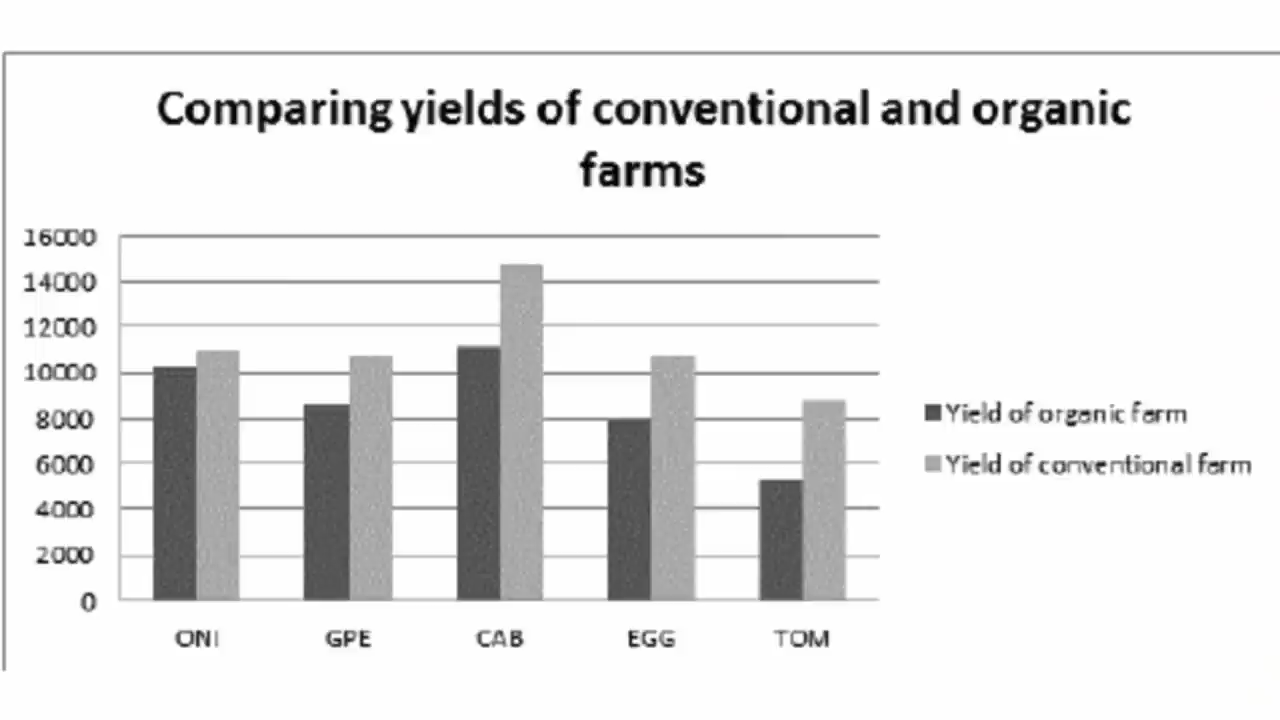 Comparing yields of conventional and organic
farms
16000
14000
12000
10000
8000
6000
4000
2000
0
ONI GPE CAB EGG TOM
Yield of organic farm
Yield of conventional farm